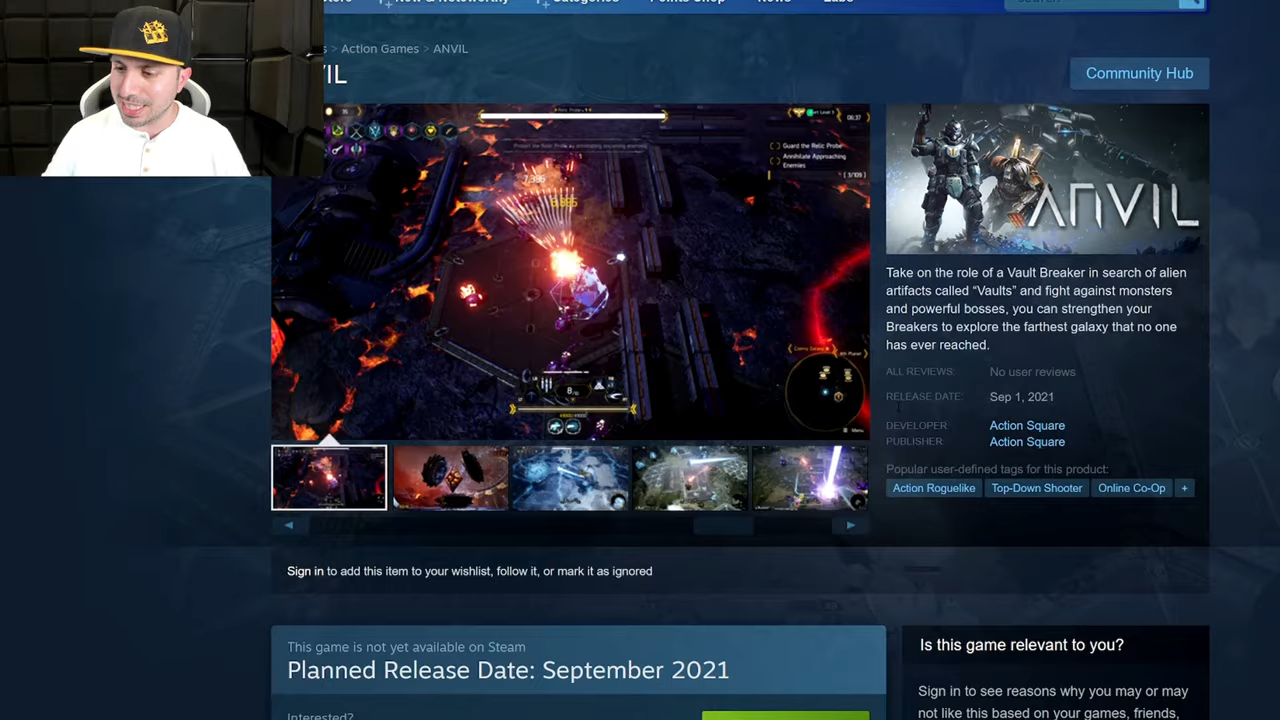 Action Games > ANVIL
Community Hub
Guard the Relic Probe
Annihilate Approaching
Enemies
7,386
ANVIL
Take on the role of a Vault Breaker in search of alien
artifacts called “Vaults” and fight against monsters
and powerful bosses, you can strengthen your
Breakers to explore the farthest galaxy that no one
has ever reached.
ALL REVIEWS: No user reviews
RELEASE DATE: Sep 1, 2021
DEVELOPER: Action Square
PUBLISHER: Action Square
Popular user-defined tags for this product:
Action Roguelike Top-Down Shooter Online Co-Op +
Sign in to add this item to your wishlist, follow it, or mark it as ignored
This game is not yet available on Steam
Planned Release Date: September 2021
Interested?
Is this game relevant to you?
Sign in to see reasons why you may or may
not like this based on your games, friends,